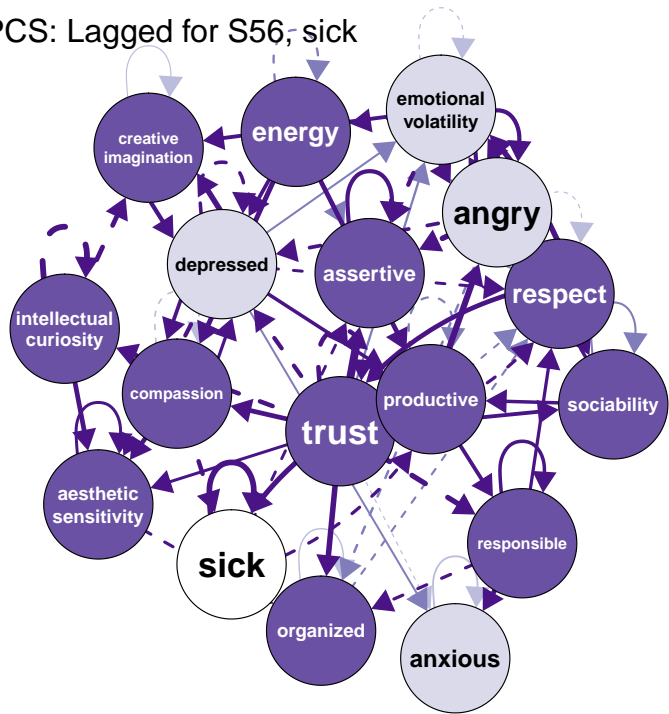 PCS: Lagged for S56, sick
creative
imagination
energy
emotional
volatility
angry
depressed
assertive
respect
intellectual
curiosity
compassion
trust
productive
sociability
aesthetic
sensitivity
sick
responsible
organized
anxious